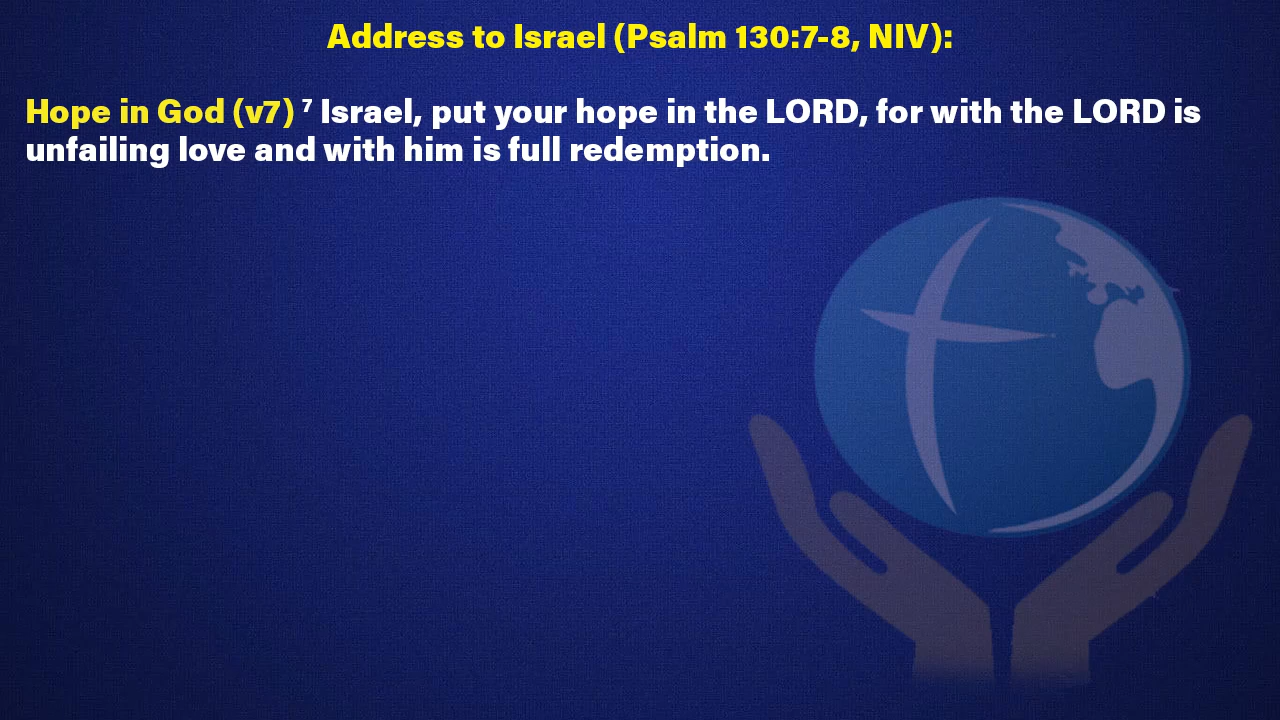 Address to Israel (Psalm 130:7-8, NIV):
Hope in God (v7) ⁷ Israel, put your hope in the LORD, for with the LORD is
unfailing love and with him is full redemption.